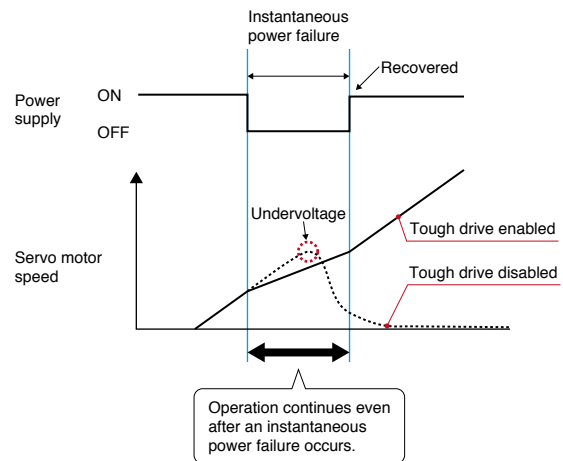 Instantaneous
power failure
Recovered
Power
supply
ON
OFF
Undervoltage
Servo motor
speed
Tough drive enabled
Tough drive disabled
Operation continues even
after an instantaneous
power failure occurs.